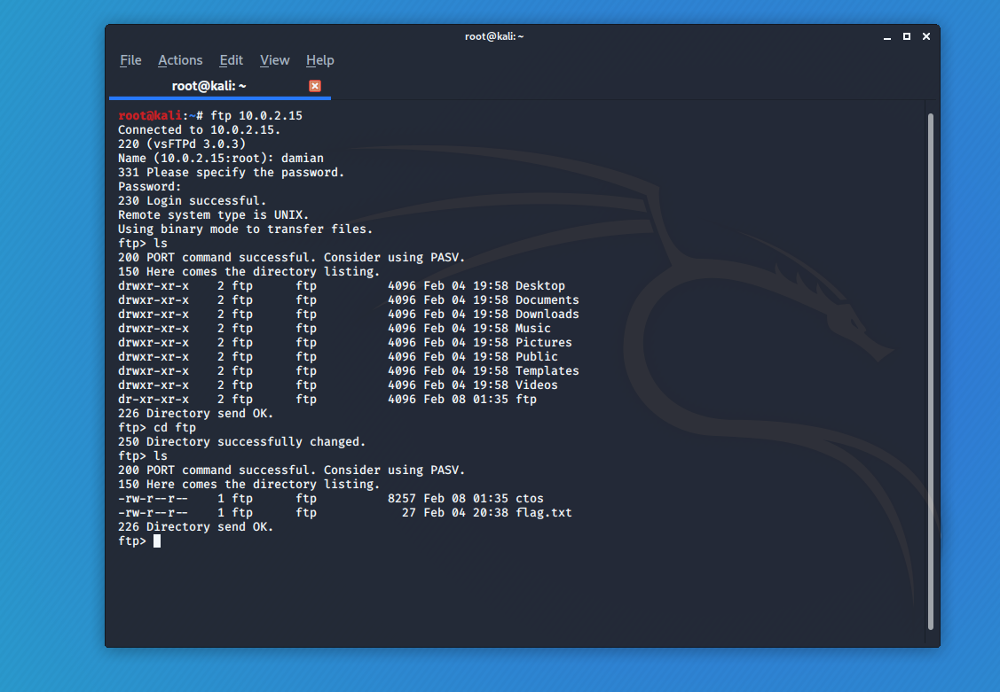 root@kali: ~
File Actions Edit View Help
root@kali: ~
root@kali:~# ftp 10.0.2.15
Connected to 10.0.2.15.
220 (vsFTPd 3.0.3)
Name (10.0.2.15:root): damian
331 Please specify the password.
Password:
230 Login successful.
Remote system type is UNIX.
Using binary mode to transfer files.
ftp> ls
200 PORT command successful. Consider using PASV.
150 Here comes the directory listing.
drwxr-xr-x    2 ftp      ftp          4096 Feb 04 19:58 Desktop
drwxr-xr-x    2 ftp      ftp          4096 Feb 04 19:58 Documents
drwxr-xr-x    2 ftp      ftp          4096 Feb 04 19:58 Downloads
drwxr-xr-x    2 ftp      ftp          4096 Feb 04 19:58 Music
drwxr-xr-x    2 ftp      ftp          4096 Feb 04 19:58 Pictures
drwxr-xr-x    2 ftp      ftp          4096 Feb 04 19:58 Public
drwxr-xr-x    2 ftp      ftp          4096 Feb 04 19:58 Templates
drwxr-xr-x    2 ftp      ftp          4096 Feb 04 19:58 Videos
dr-xr-xr-x    2 ftp      ftp          4096 Feb 08 01:35 ftp
226 Directory send OK.
ftp> cd ftp
250 Directory successfully changed.
ftp> ls
200 PORT command successful. Consider using PASV.
150 Here comes the directory listing.
-rw-r--r--    1 ftp      ftp          8257 Feb 08 01:35 ctos
-rw-r--r--    1 ftp      ftp            27 Feb 04 20:38 flag.txt
226 Directory send OK.
ftp>